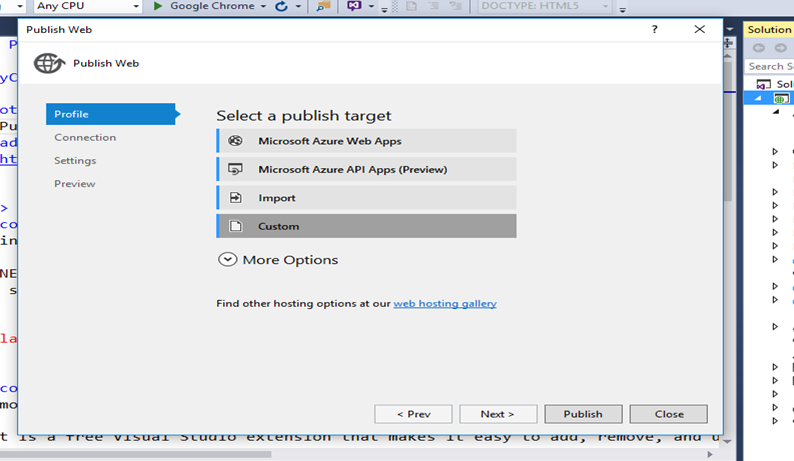 Any CPU
Google Chrome
DOCTYPE: HTML5
Publish Web
?
Solution
Publish Web
Search S
Profile
Connection
Settings
Preview
Select a publish target
Microsoft Azure Web Apps
Microsoft Azure API Apps (Preview)
Import
Custom
More Options
Find other hosting options at our web hosting gallery
< Prev
Next >
Publish
Close
t is a free Visual Studio extension that makes it easy to add, remove, and u